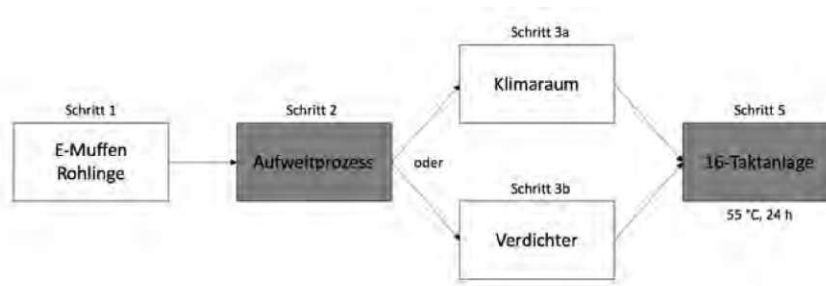 Schritt 1
E-Muffen
Rohlinge
Schritt 2
Aufweitprozess
oder
Schritt 3a
Klimaraum
Schritt 3b
Verdichter
Schritt 5
16-Taktanlage
55 °C, 24 h